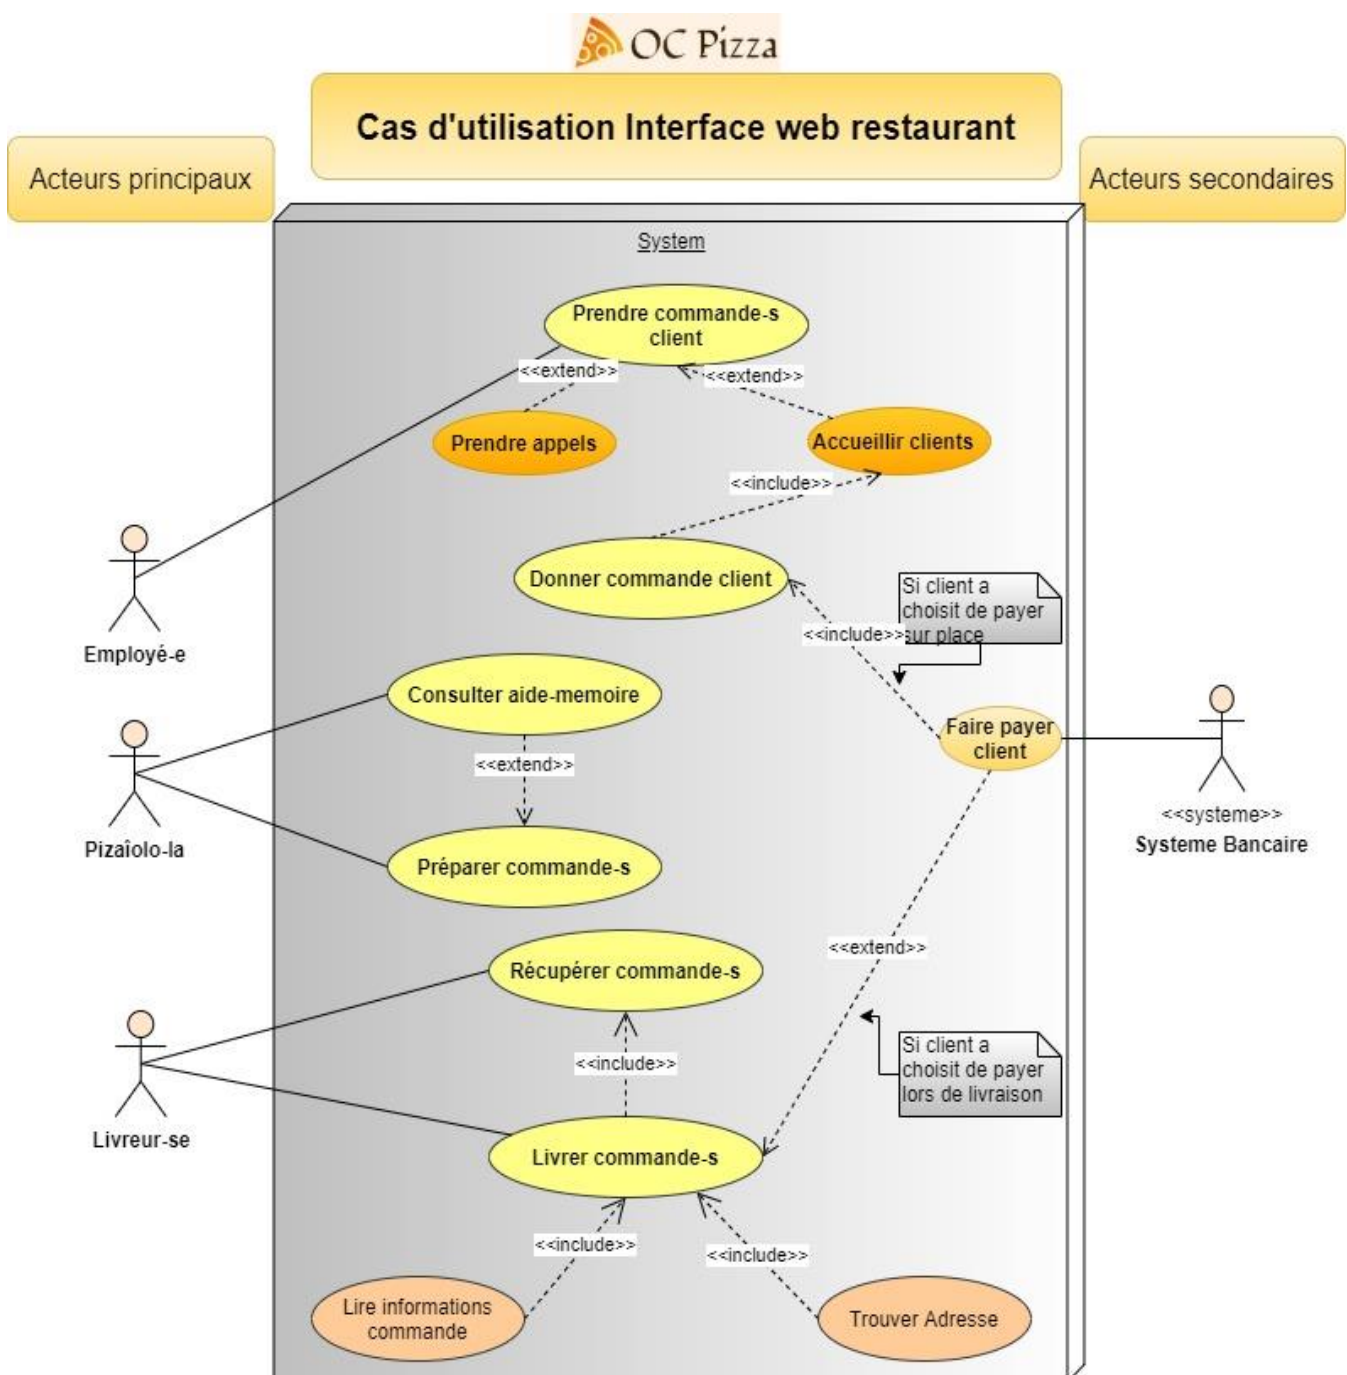 OC Pizza
Cas d'utilisation Interface web restaurant
Acteurs principaux
Acteurs secondaires
System
Prendre commande-s
client
<<extend>>
<<extend>>
Prendre appels
Accueillir clients
<<include>>
Donner commande client
Si client a
choisit de payer
sur place
<<include>>
Employé-e
Consulter aide-memoire
Faire payer
client
<<extend>>
<<systeme>>
Systeme Bancaire
Pizaîolo-la
Préparer commande-s
<<extend>>
Récupérer commande-s
Si client a
choisit de payer
lors de livraison
<<include>>
Livreur-se
Livrer commande-s
<<include>>
<<include>>
Lire informations
commande
Trouver Adresse